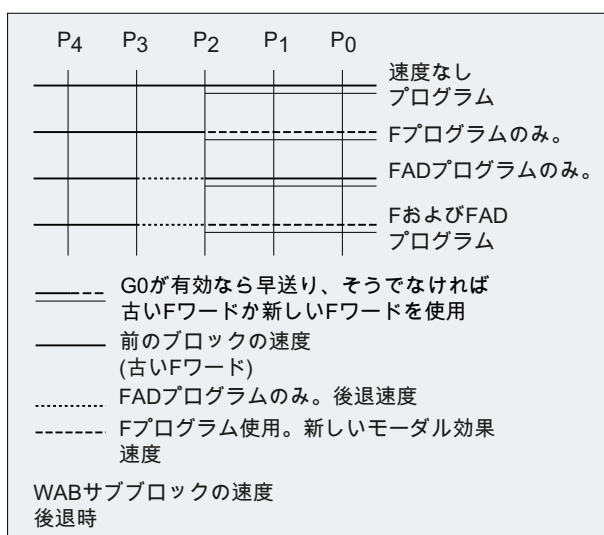 P4 P3 P2 P1 P0
速度なし
プログラム
Fプログラムのみ。
FADプログラムのみ。
FおよびFAD
プログラム
G0が有効なら早送り、そうでなければ
古いFワードか新しいFワードを使用
前のブロックの速度
(古いFワード)
FADプログラムのみ。後退速度
Fプログラム使用。新しいモーダル効果
速度
WABサブブロックの速度
後退時